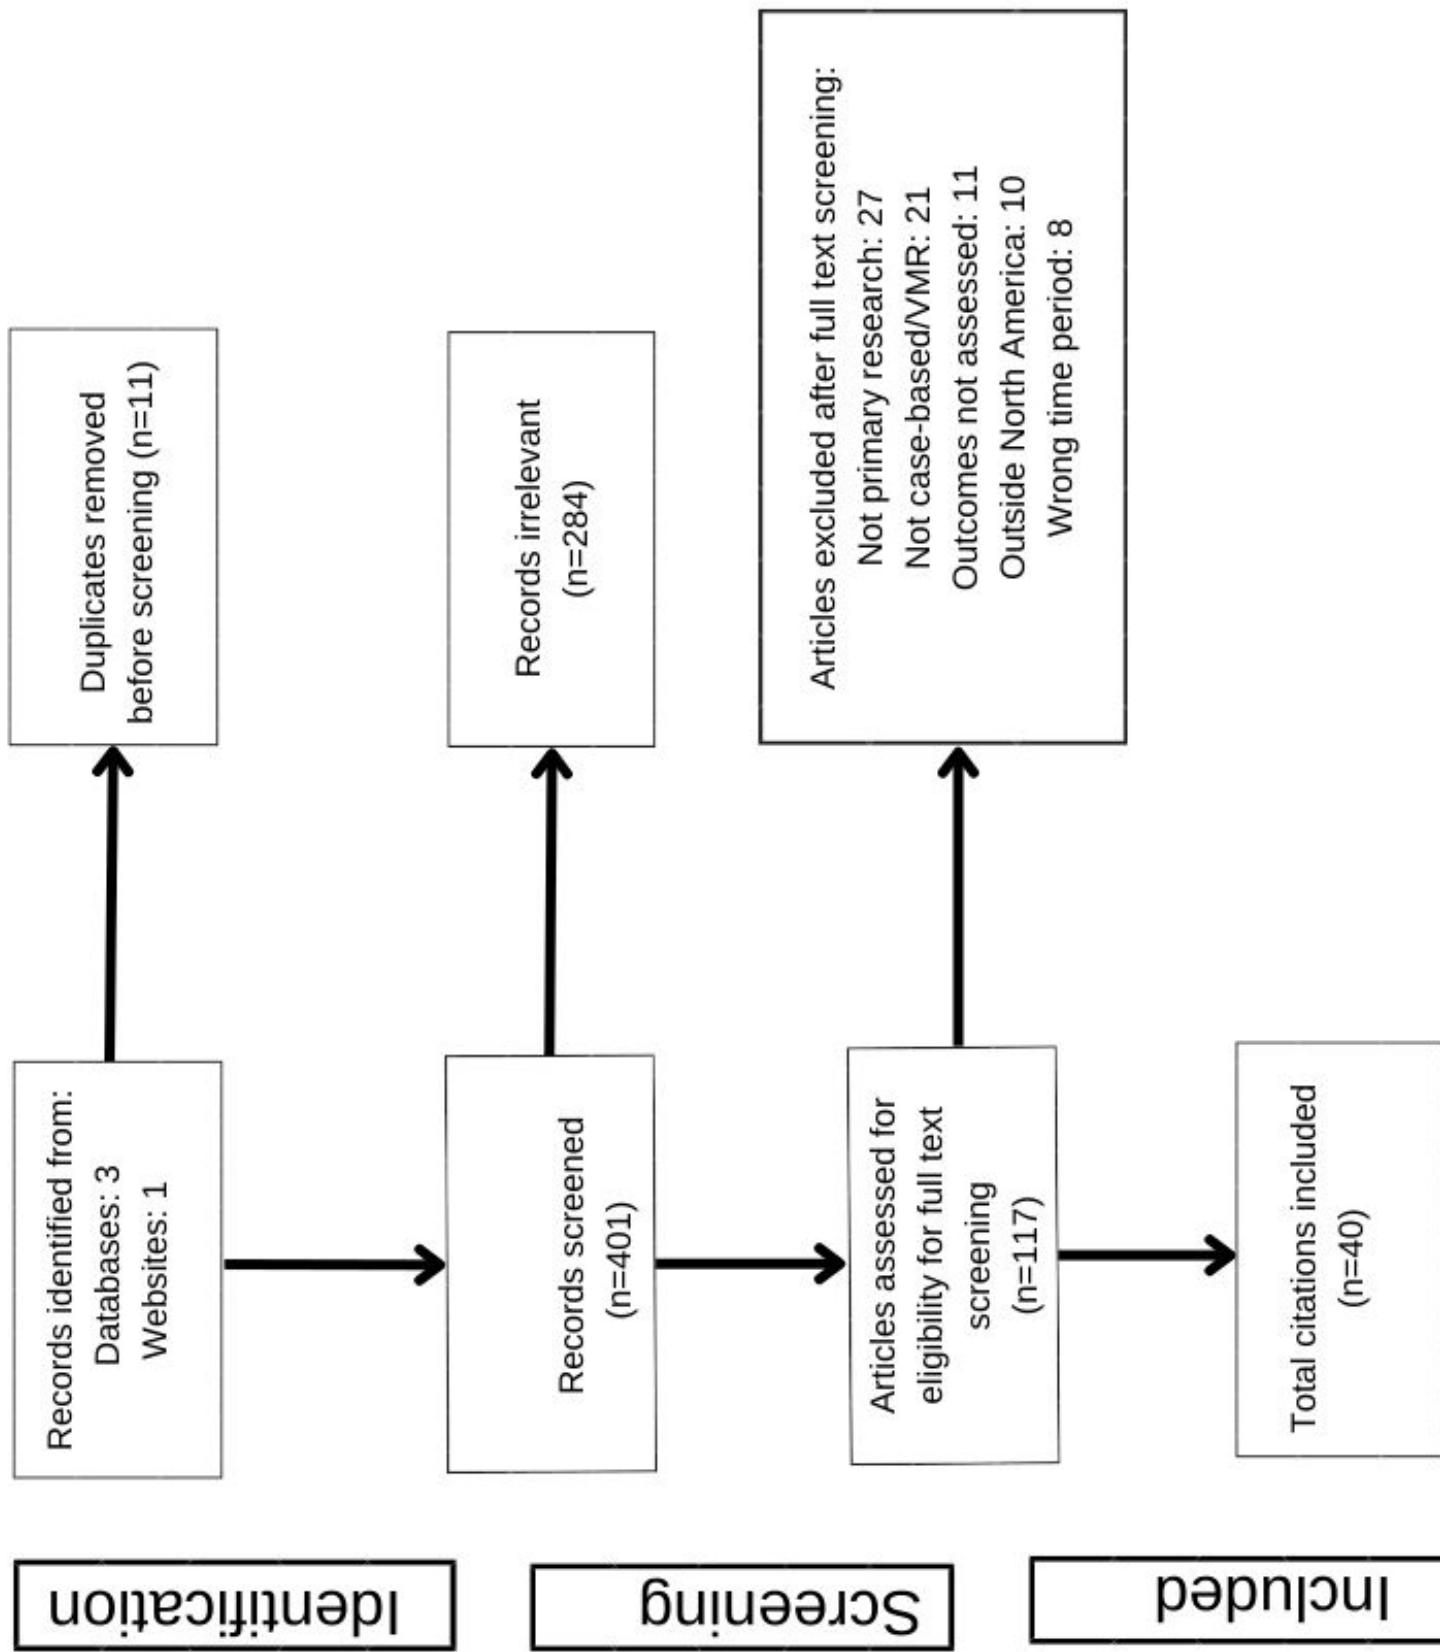 Identification
Records identified from:
Databases: 3
Websites: 1
Duplicates removed
before screening (n=11)
Screening
Records screened
(n=401)
Records irrelevant
(n=284)
Articles assessed for
eligibility for full text
screening
(n=117)
Articles excluded after full text screening:
Not primary research: 27
Not case-based/VMR: 21
Outcomes not assessed: 11
Outside North America: 10
Wrong time period: 8
Included
Total citations included
(n=40)